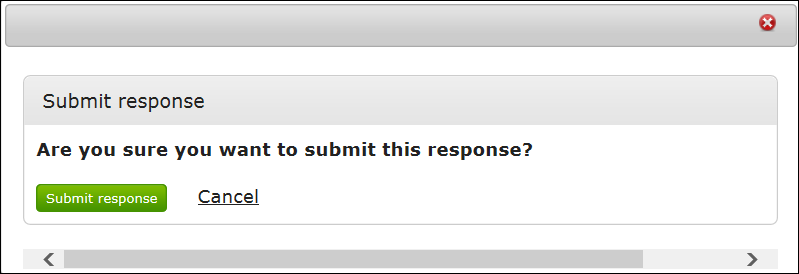 Submit response
Are you sure you want to submit this response?
Submit response Cancel